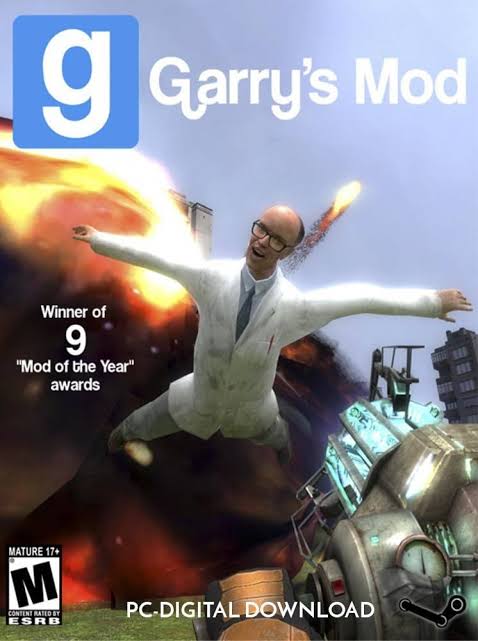 g
Garry's Mod
Winner of
9
"Mod of the Year"
awards
MATURE 17+
M
CONTENT RATED BY
ESRB
PC-DIGITAL DOWNLOAD